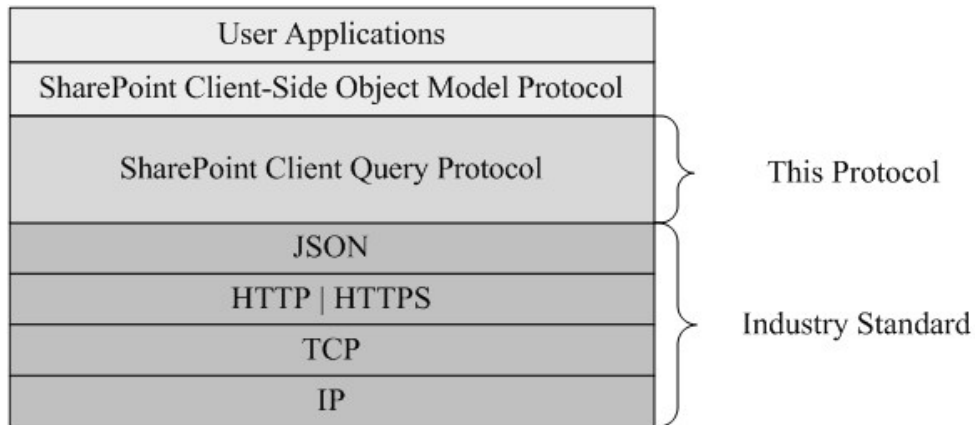 User Applications
SharePoint Client-Side Object Model Protocol
SharePoint Client Query Protocol
This Protocol
JSON
HTTP | HTTPS
TCP
IP
Industry Standard